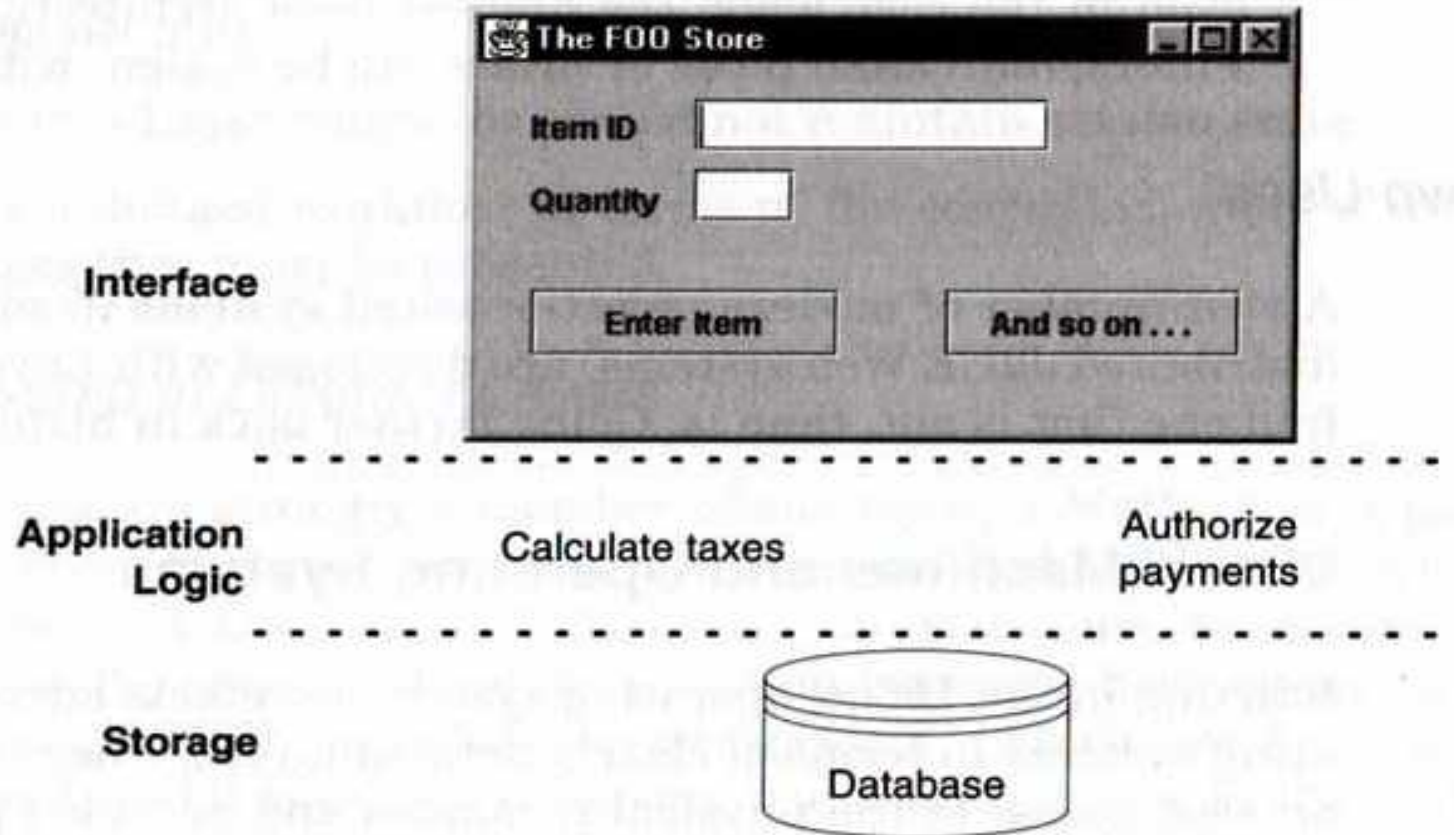 The FOO Store
Item ID
Quantity
Interface
Enter Item
And so on . . .
Application
Logic
Calculate taxes
Authorize
payments
Storage
Database